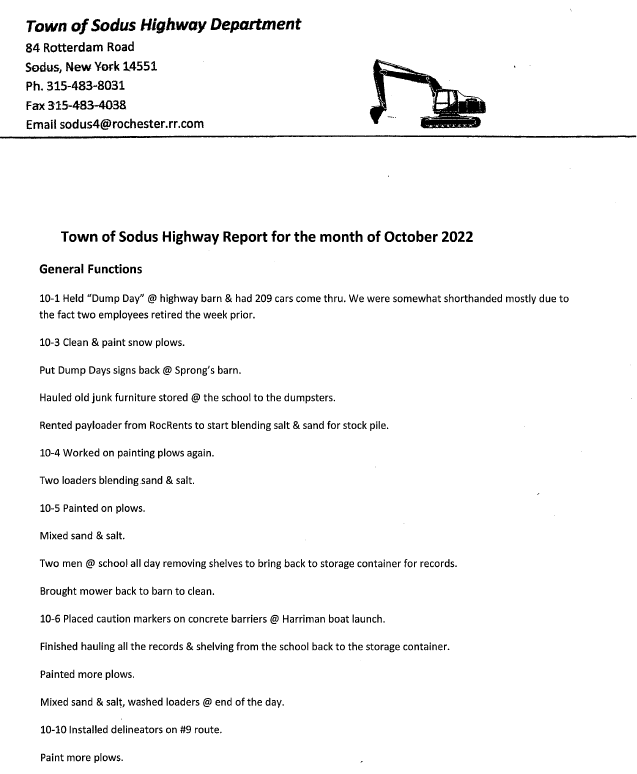 Town of Sodus Highway Department
84 Rotterdam Road
Sodus, New York 14551
Ph. 315-483-8031
Fax 315-483-4038
Email sodus4@rochester.rr.com
Town of Sodus Highway Report for the month of October 2022
General Functions
10-1 Held "Dump Day" @ highway barn & had 209 cars come thru. We were somewhat shorthanded mostly due to
the fact two employees retired the week prior.
10-3 Clean & paint snow plows.
Put Dump Days signs back @ Sprong's barn.
Hauled old junk furniture stored @ the school to the dumpsters.
Rented payloader from RocRents to start blending salt & sand for stock pile.
10-4 Worked on painting plows again.
Two loaders blending sand & salt.
10-5 Painted on plows.
Mixed sand & salt.
Two men @ school all day removing shelves to bring back to storage container for records.
Brought mower back to barn to clean.
10-6 Placed caution markers on concrete barriers @ Harriman boat launch.
Finished hauling all the records & shelving from the school back to the storage container.
Painted more plows.
Mixed sand & salt, washed loaders @ end of the day.
10-10 Installed delineators on #9 route.
Paint more plows.